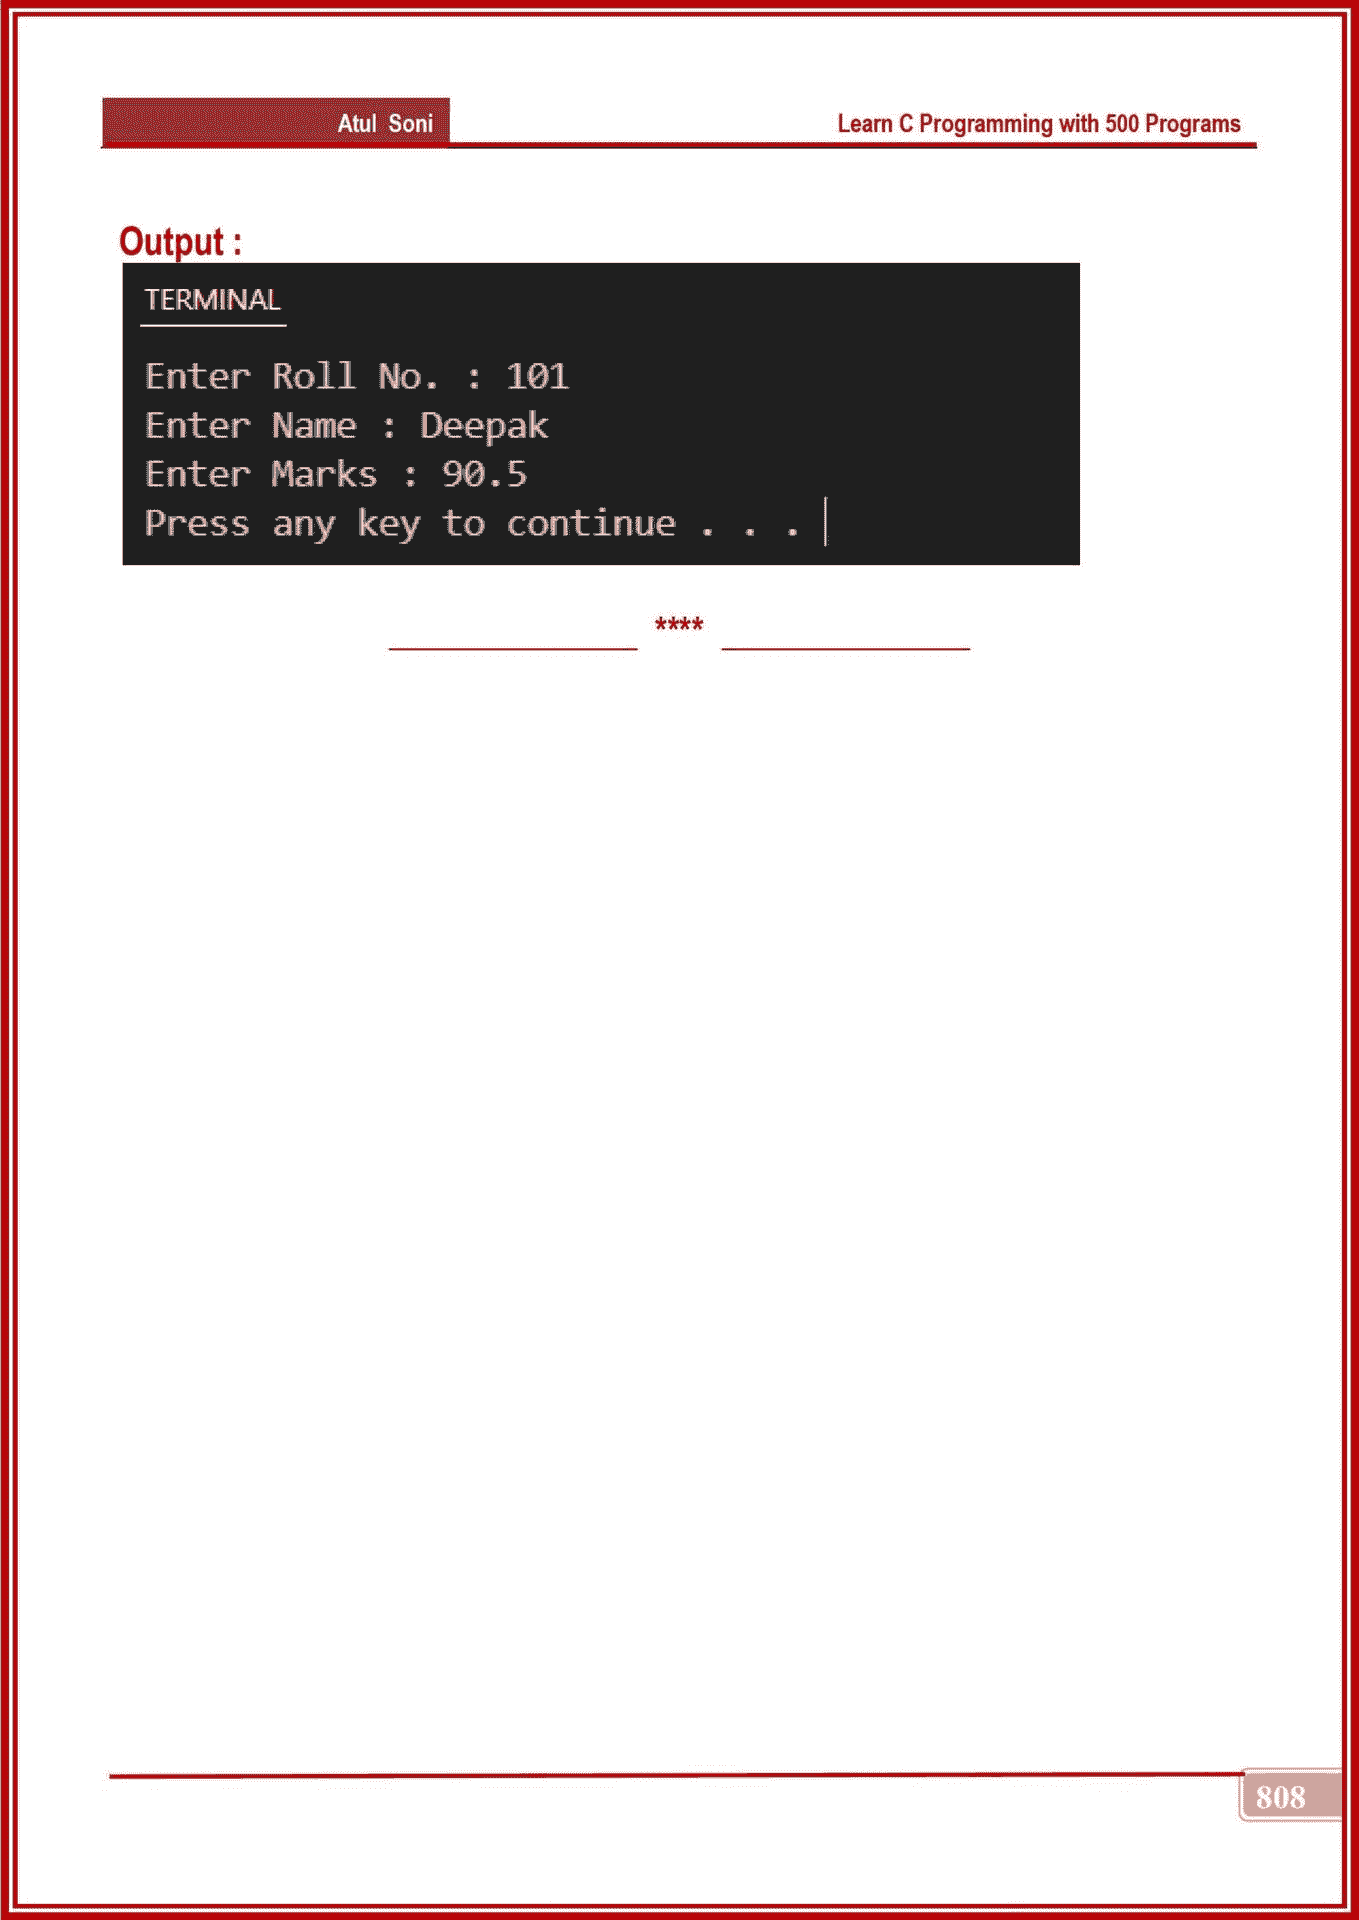 Atul  Soni
Learn C Programming with 500 Programs
Output :
TERMINAL
Enter Roll No. : 101
Enter Name : Deepak
Enter Marks : 90.5
Press any key to continue . . .
****
808